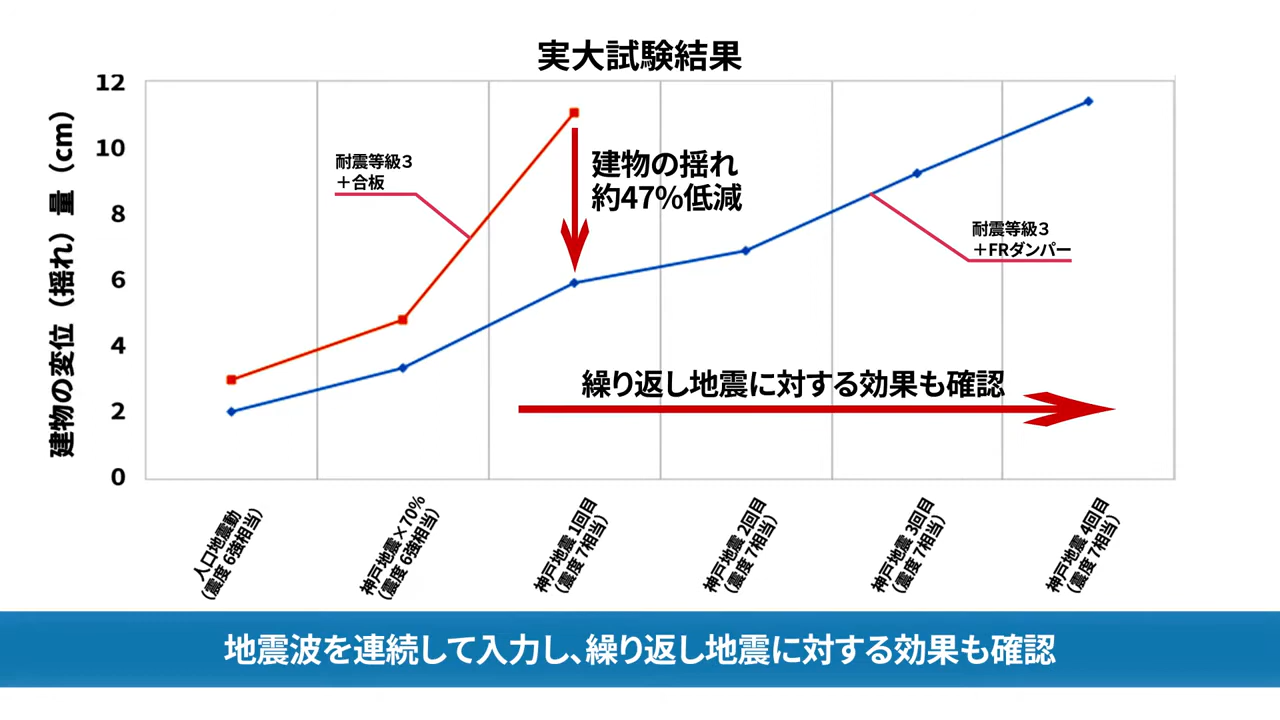 実大試験結果
建物の変位（揺れ）量（cm）
12
10
8
6
4
2
0
耐震等級３
＋合板
建物の揺れ
約47%低減
耐震等級３
＋FRダンパー
繰り返し地震に対する効果も確認
人口地震動
（震度 6強相当）
神戸地震×70%
（震度 6強相当）
神戸地震 1回目
（震度 7相当）
神戸地震 2回目
（震度 7相当）
神戸地震 3回目
（震度 7相当）
神戸地震 4回目
（震度 7相当）
地震波を連続して入力し、繰り返し地震に対する効果も確認